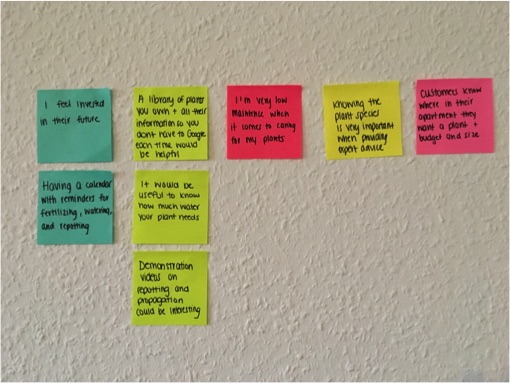 I feel invested
in their future
A library of plants
you own + all their
information so you
dont have to Google
each time would
be helpful
I'm very low
maintence when
it comes to caring
for my plants
Knowing the
plant species
is very important
when providing
expert advice
Customers know
where in their
apartment they
want a plant +
budget and size
Having a calendar
with reminders for
fertilizing, watering,
and repotting
It would be
useful to know
how much water
your plant needs
Demonstration
videos on
repotting and
propagation
could be interesting